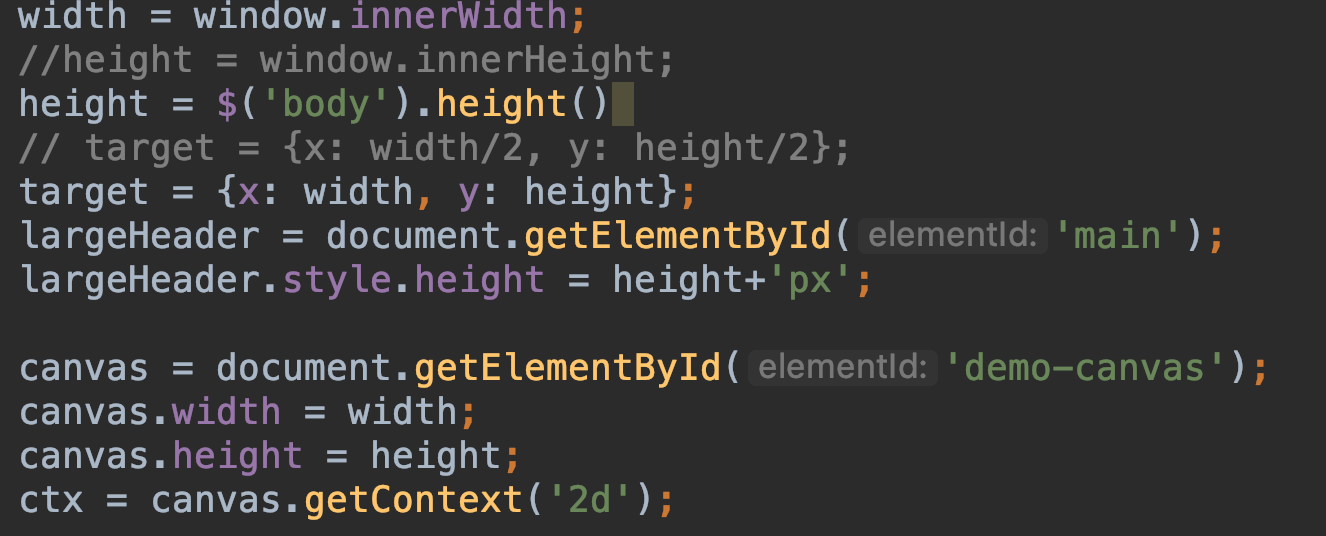 width = window.innerWidth;
//height = window.innerHeight;
height = $('body').height()
// target = {x: width/2, y: height/2};
target = {x: width, y: height};
largeHeader = document.getElementById( elementId: 'main');
largeHeader.style.height = height+'px';
canvas = document.getElementById( elementId: 'demo-canvas');
canvas.width = width;
canvas.height = height;
ctx = canvas.getContext('2d');